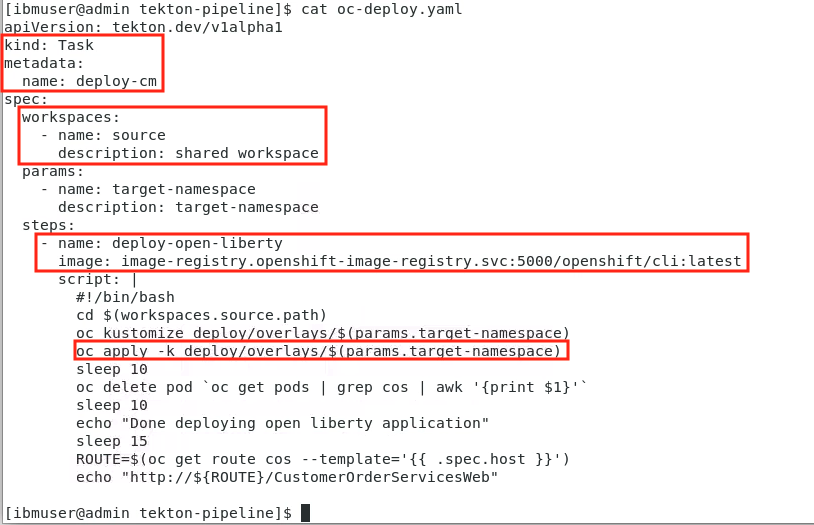 [ibmuser@admin tekton-pipeline]$ cat oc-deploy.yaml
apiVersion: tekton.dev/v1alpha1
kind: Task
metadata:
  name: deploy-cm
spec:
  workspaces:
    - name: source
      description: shared workspace
  params:
    - name: target-namespace
      description: target-namespace
  steps:
    - name: deploy-open-liberty
      image: image-registry.openshift-image-registry.svc:5000/openshift/cli:latest
      script: |
        #!/bin/bash
        cd $(workspaces.source.path)
        oc kustomize deploy/overlays/$(params.target-namespace)
        oc apply -k deploy/overlays/$(params.target-namespace)
        sleep 10
        oc delete pod `oc get pods | grep cos | awk '{print $1}'`
        sleep 10
        echo "Done deploying open liberty application"
        sleep 15
        ROUTE=$(oc get route cos --template='{{ .spec.host }}')
        echo "http://${ROUTE}/CustomerOrderServicesWeb"
[ibmuser@admin tekton-pipeline]$